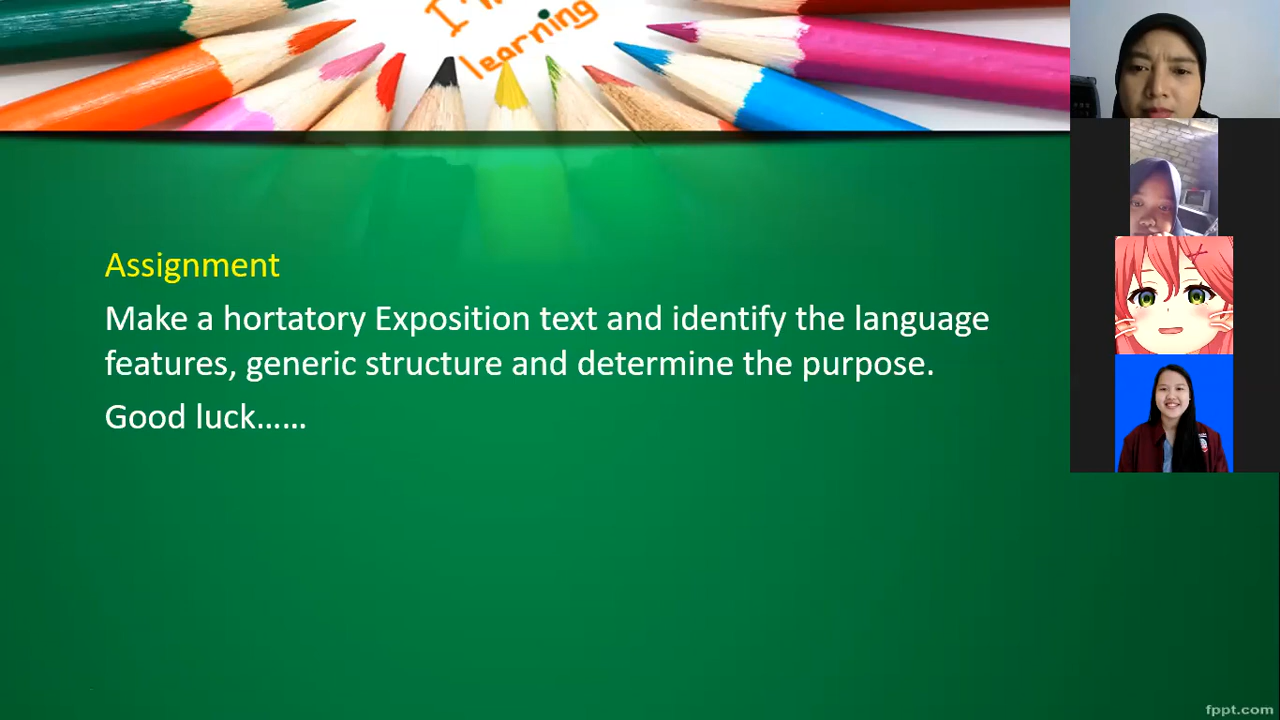 I'm
learning
Assignment
Make a hortatory Exposition text and identify the language
features, generic structure and determine the purpose.
Good luck……
fppt.com